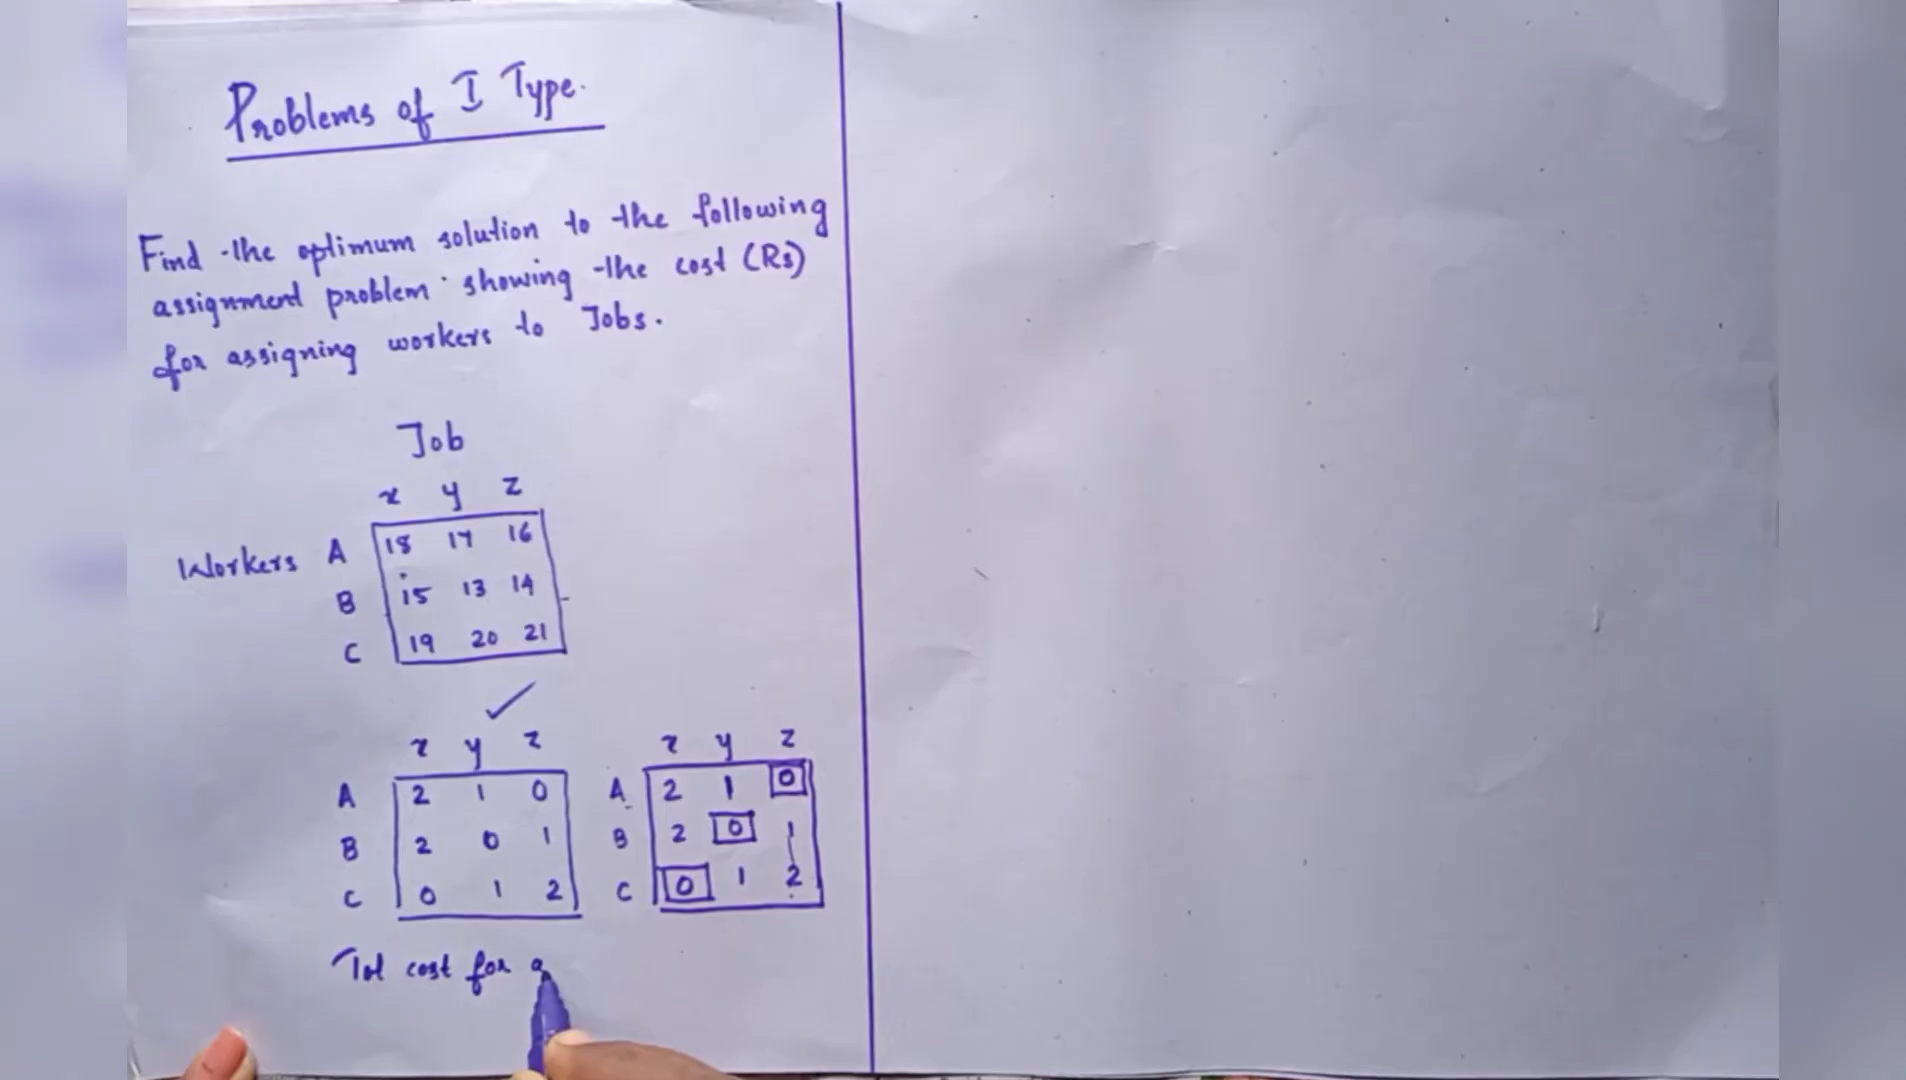 Problems of I Type.
Find the optimum solution to the following
assignment problem showing the cost (Rs)
for assigning workers to Jobs.
Job
x y z
Workers A 18 17 16
B 15 13 14
C 19 20 21
x y z
A 2 1 0
B 2 0 1
C 0 1 2
x y z
A 2 1 0
B 2 0 1
C 0 1 2
Tot cost for a